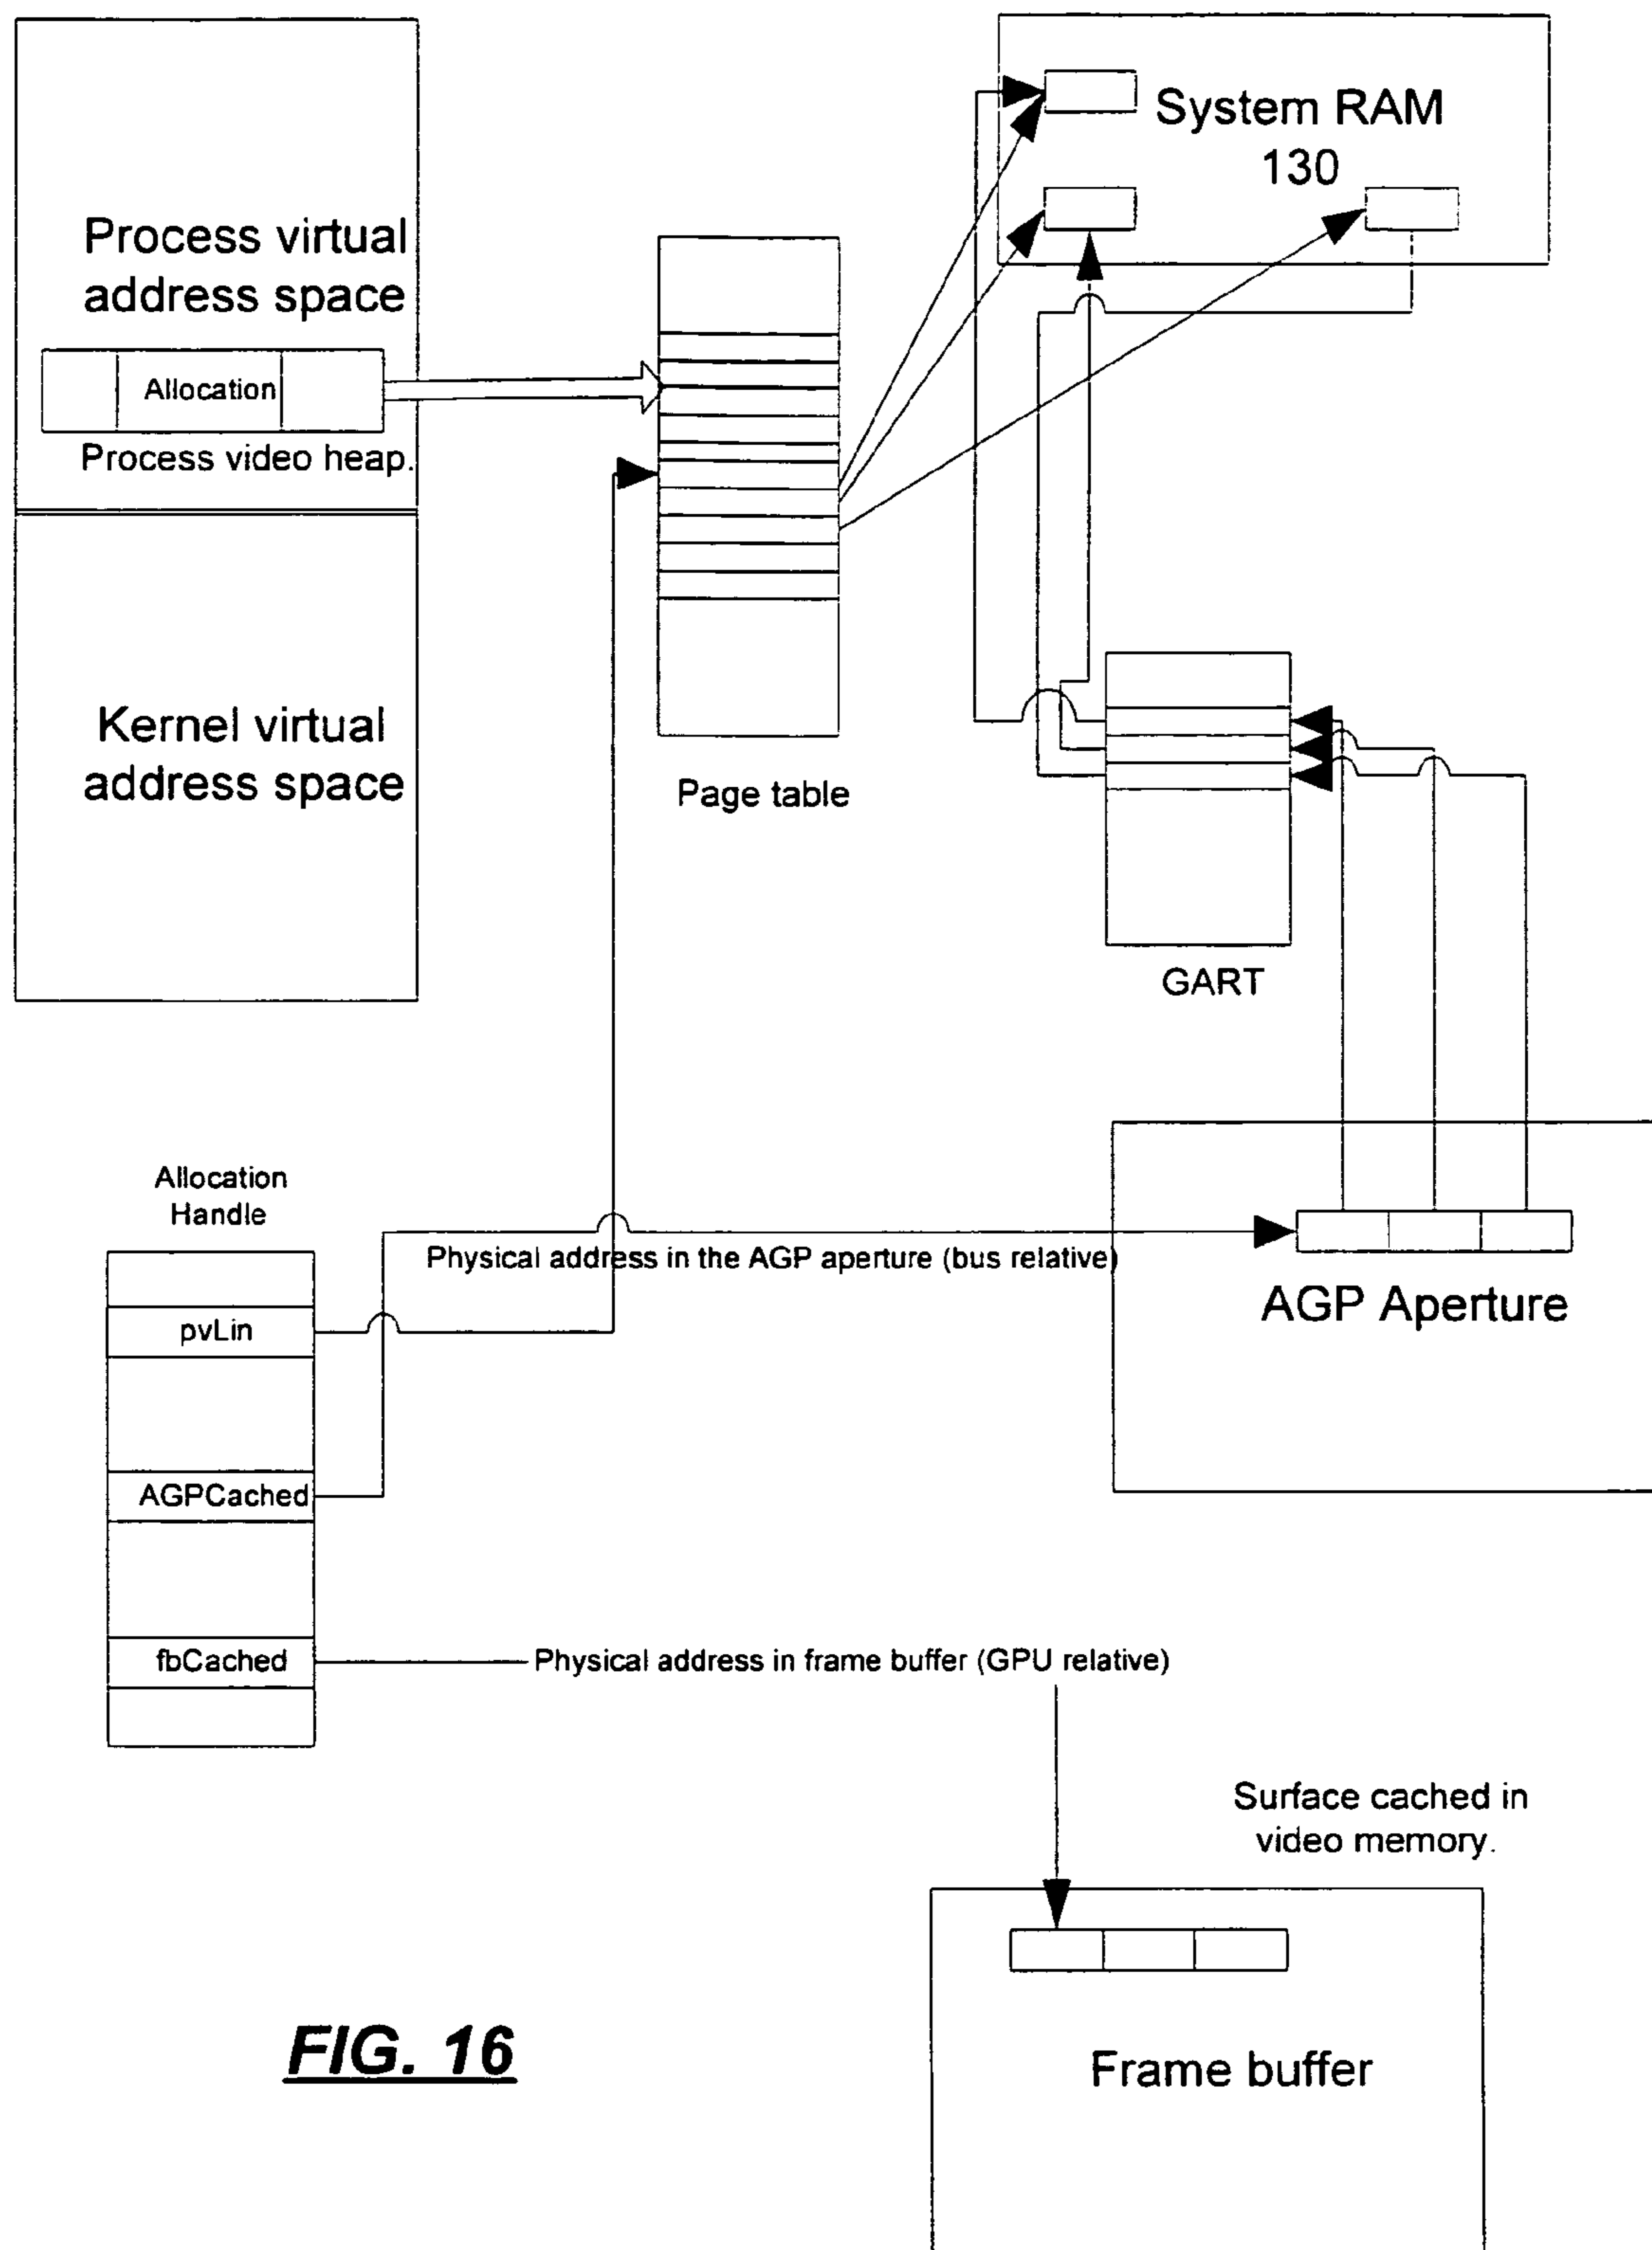 System RAM
130
Process virtual
address space
Allocation
Process video heap.
Kernel virtual
address space
Page table
GART
Allocation
Handle
Physical address in the AGP aperture (bus relative)
AGP Aperture
pvLin
AGPCached
fbCached
Physical address in frame buffer (GPU relative)
Surface cached in
video memory.
Frame buffer
FIG. 16